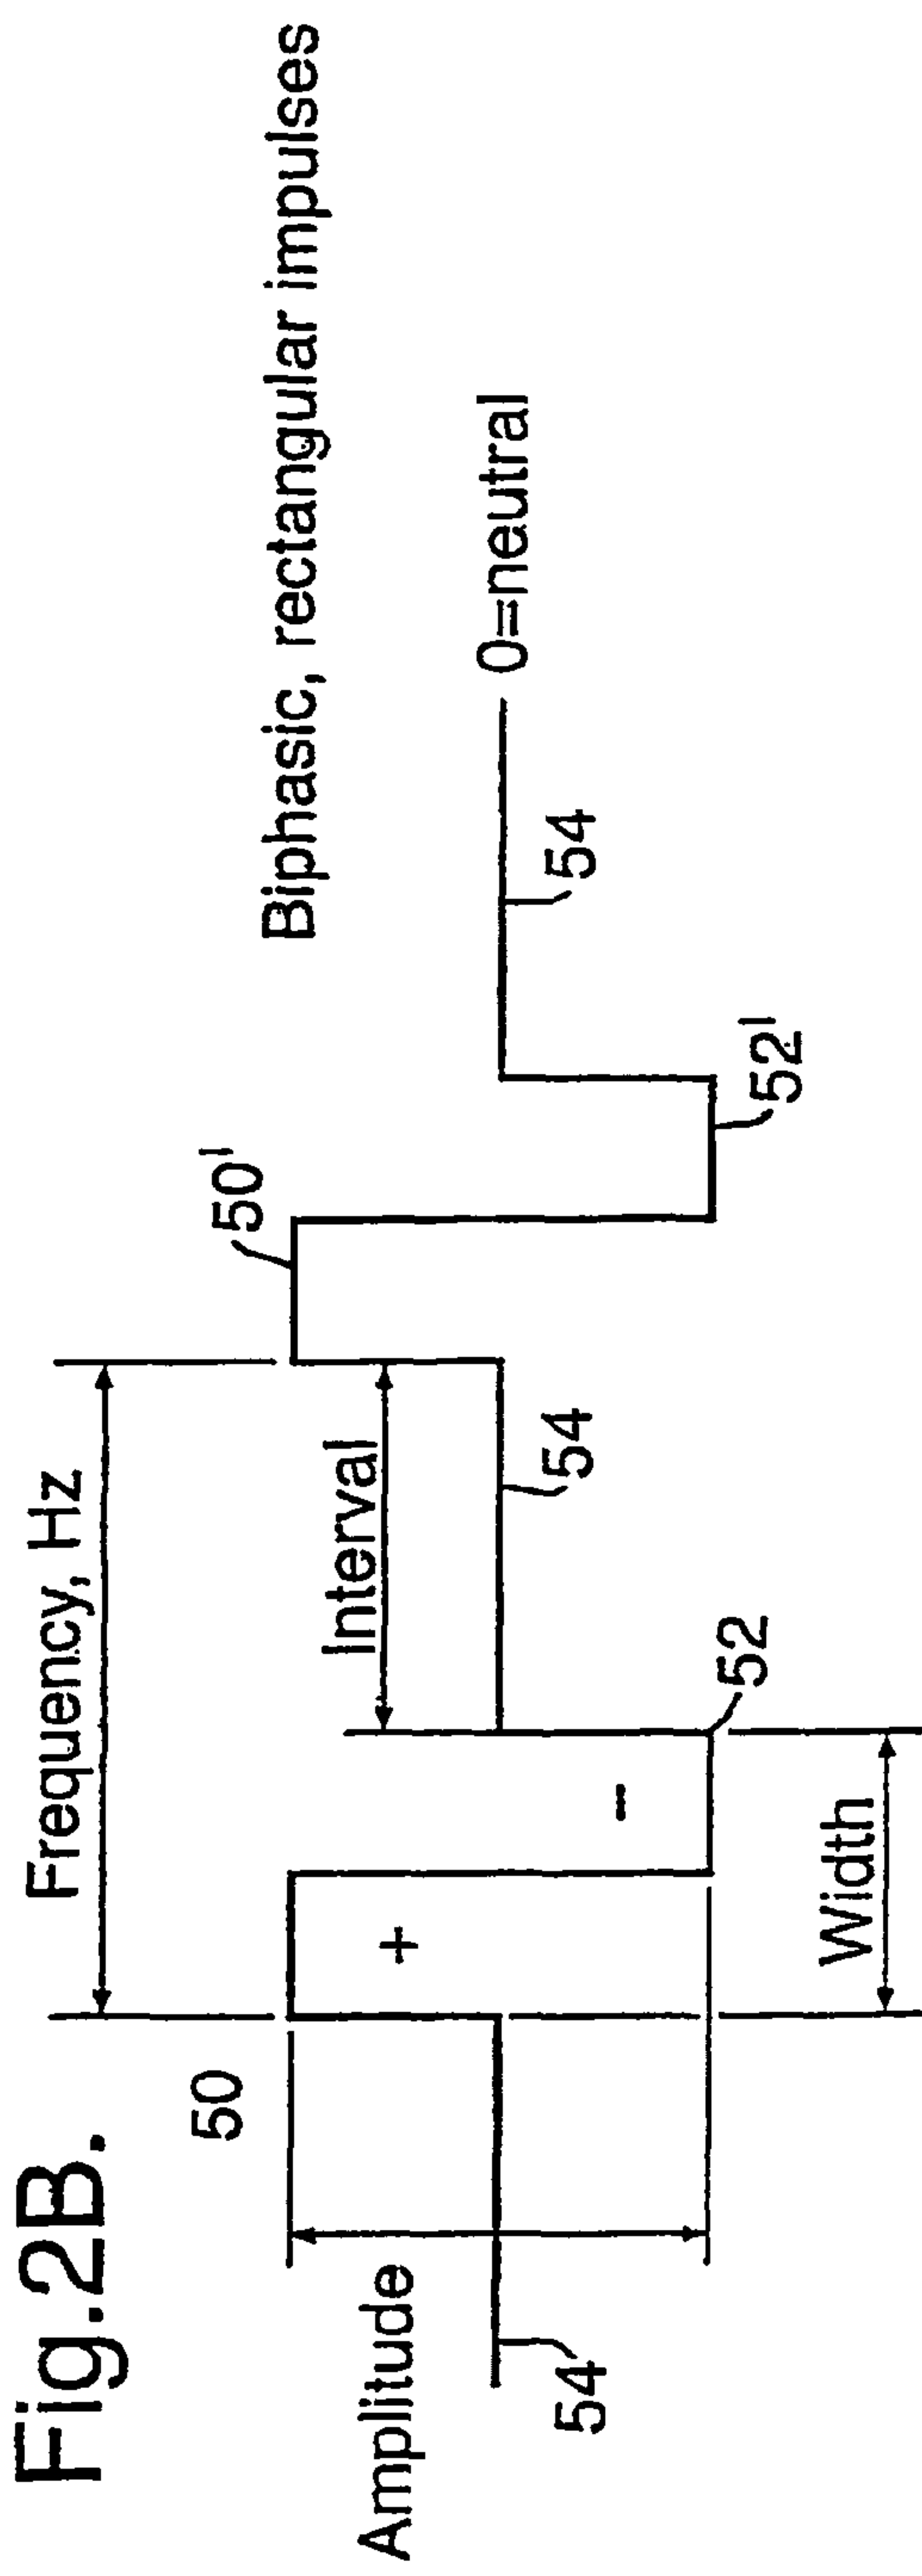 Fig.2B.
Frequency, Hz
50
50'
Biphasic, rectangular impulses
Interval
Amplitude
+
-
54
54
54
0=neutral
52
52'
Width